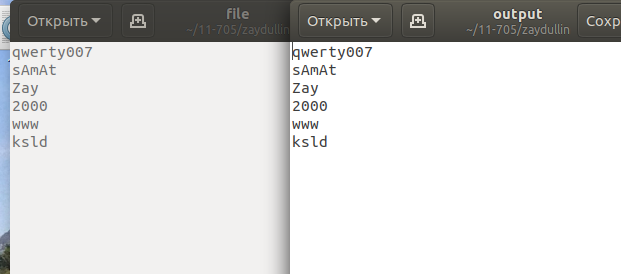 Открыть
file
~/11-705/zaydullin
qwerty007
sAmAt
Zay
2000
www
ksld
Открыть
output
~/11-705/zaydullin
Сохр
qwerty007
sAmAt
Zay
2000
www
ksld